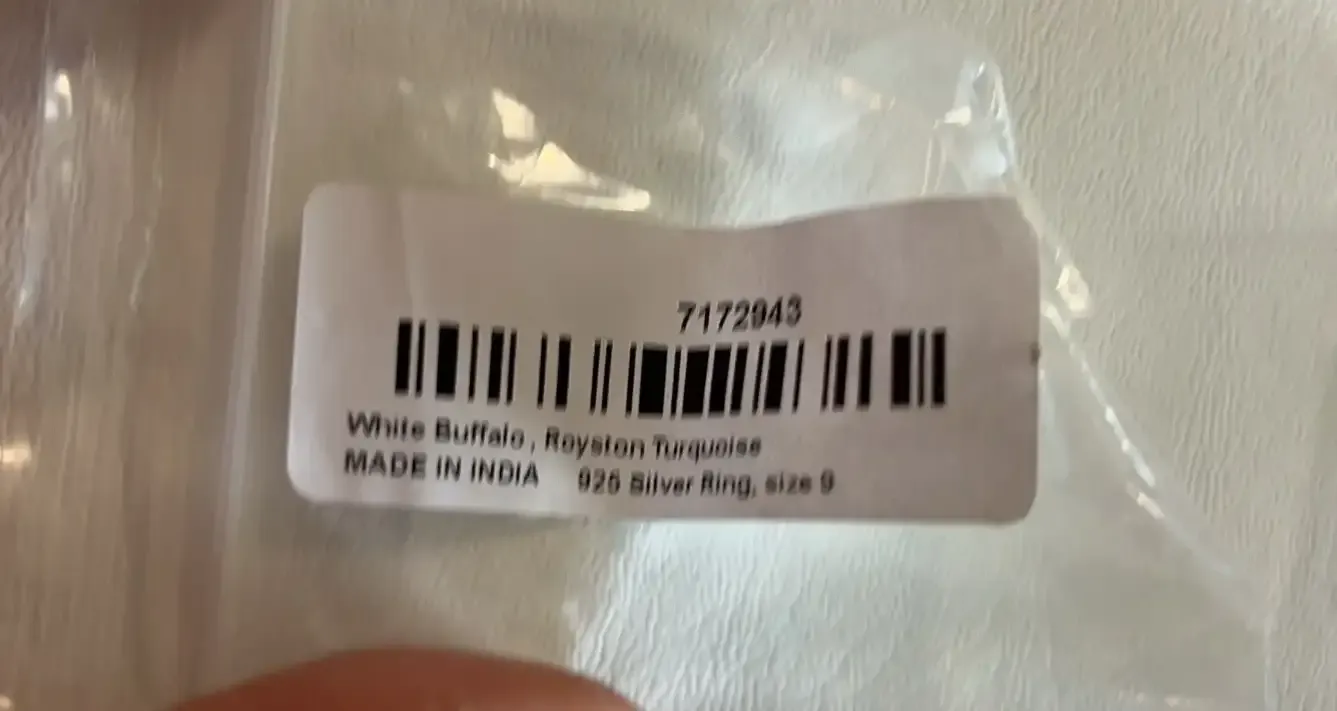 7172943
White Buffalo, Royston Turquoise
MADE IN INDIA 925 Silver Ring, size 9